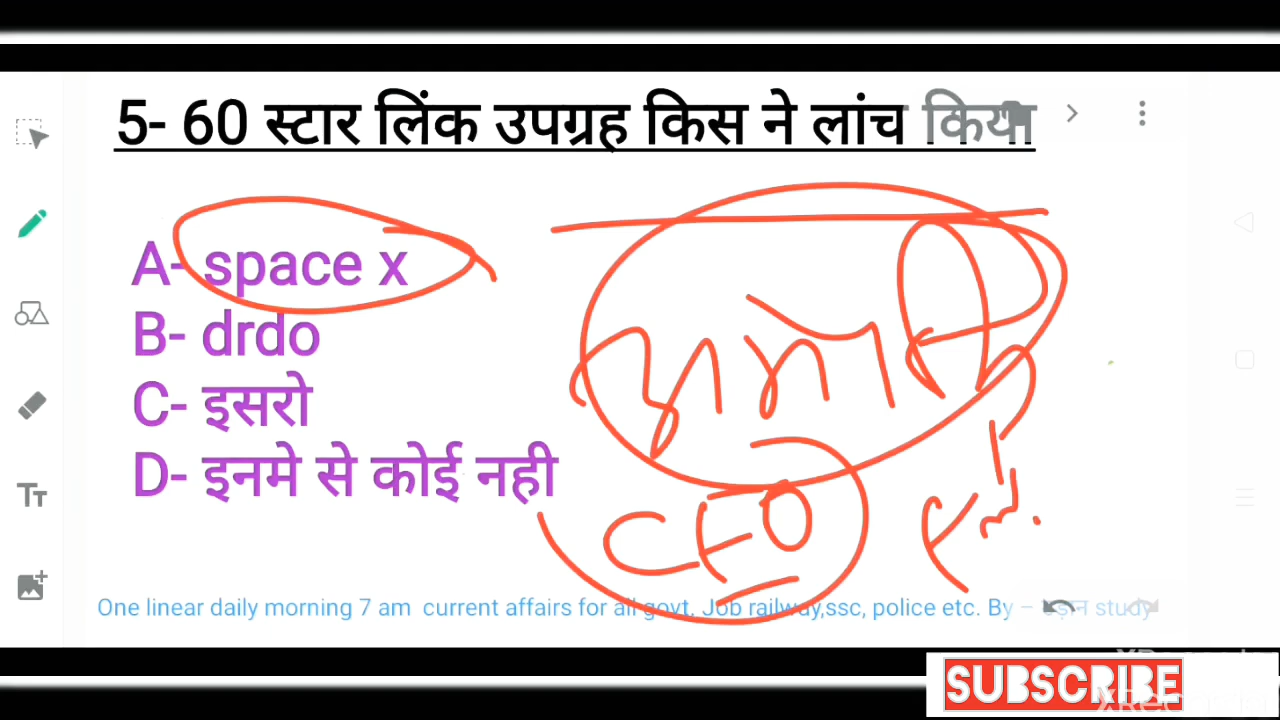 5- 60 स्टार लिंक उपग्रह किस ने लांच किया
A- space x
B- drdo
C- इसरो
D- इनमे से कोई नही
CEO
One linear daily morning 7 am current affairs for all govt. Job railway,ssc, police etc. By – study
SUBSCRIBE